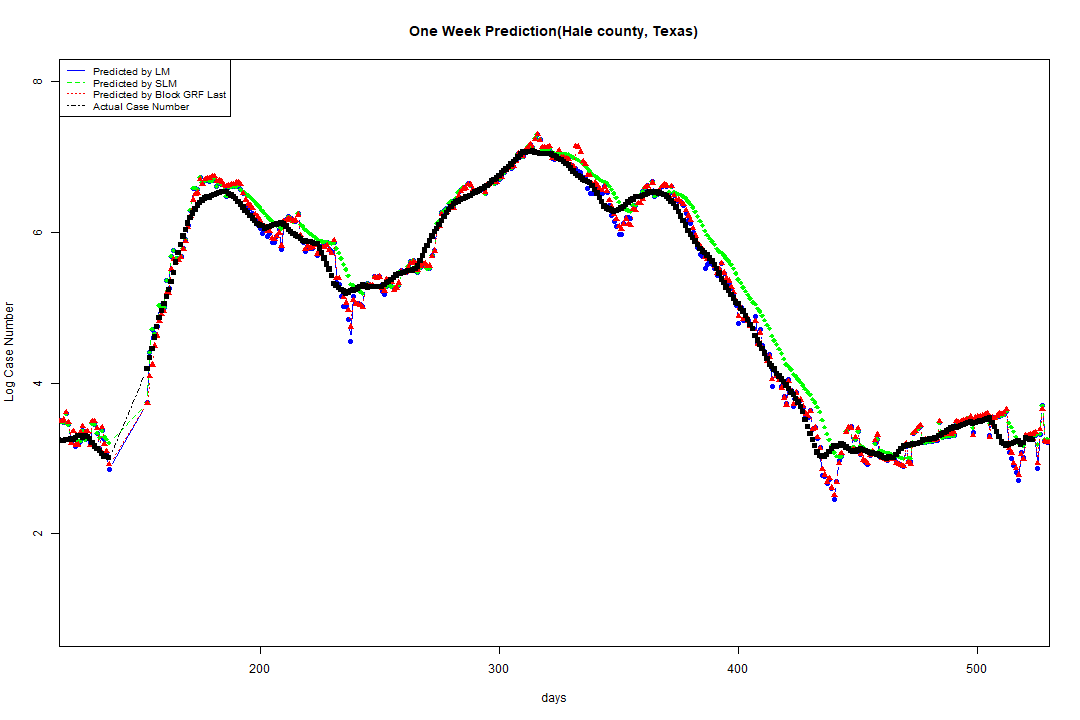 One Week Prediction(Hale county, Texas)
Predicted by LM
Predicted by SLM
Predicted by Block GRF Last
Actual Case Number
8
6
4
2
Log Case Number
200 300 400 500
days